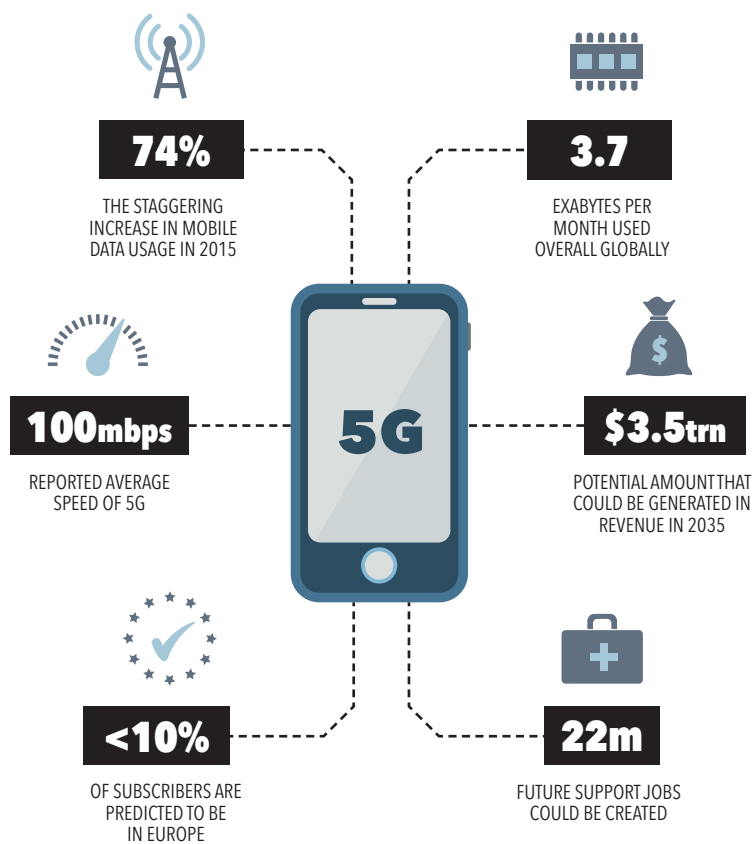 74%
THE STAGGERING
INCREASE IN MOBILE
DATA USAGE IN 2015
3.7
EXABYTES PER
MONTH USED
OVERALL GLOBALLY
100mbps
REPORTED AVERAGE
SPEED OF 5G
5G
$
$3.5trn
POTENTIAL AMOUNT THAT
COULD BE GENERATED IN
REVENUE IN 2035
<10%
OF SUBSCRIBERS ARE
PREDICTED TO BE
IN EUROPE
22m
FUTURE SUPPORT JOBS
COULD BE CREATED